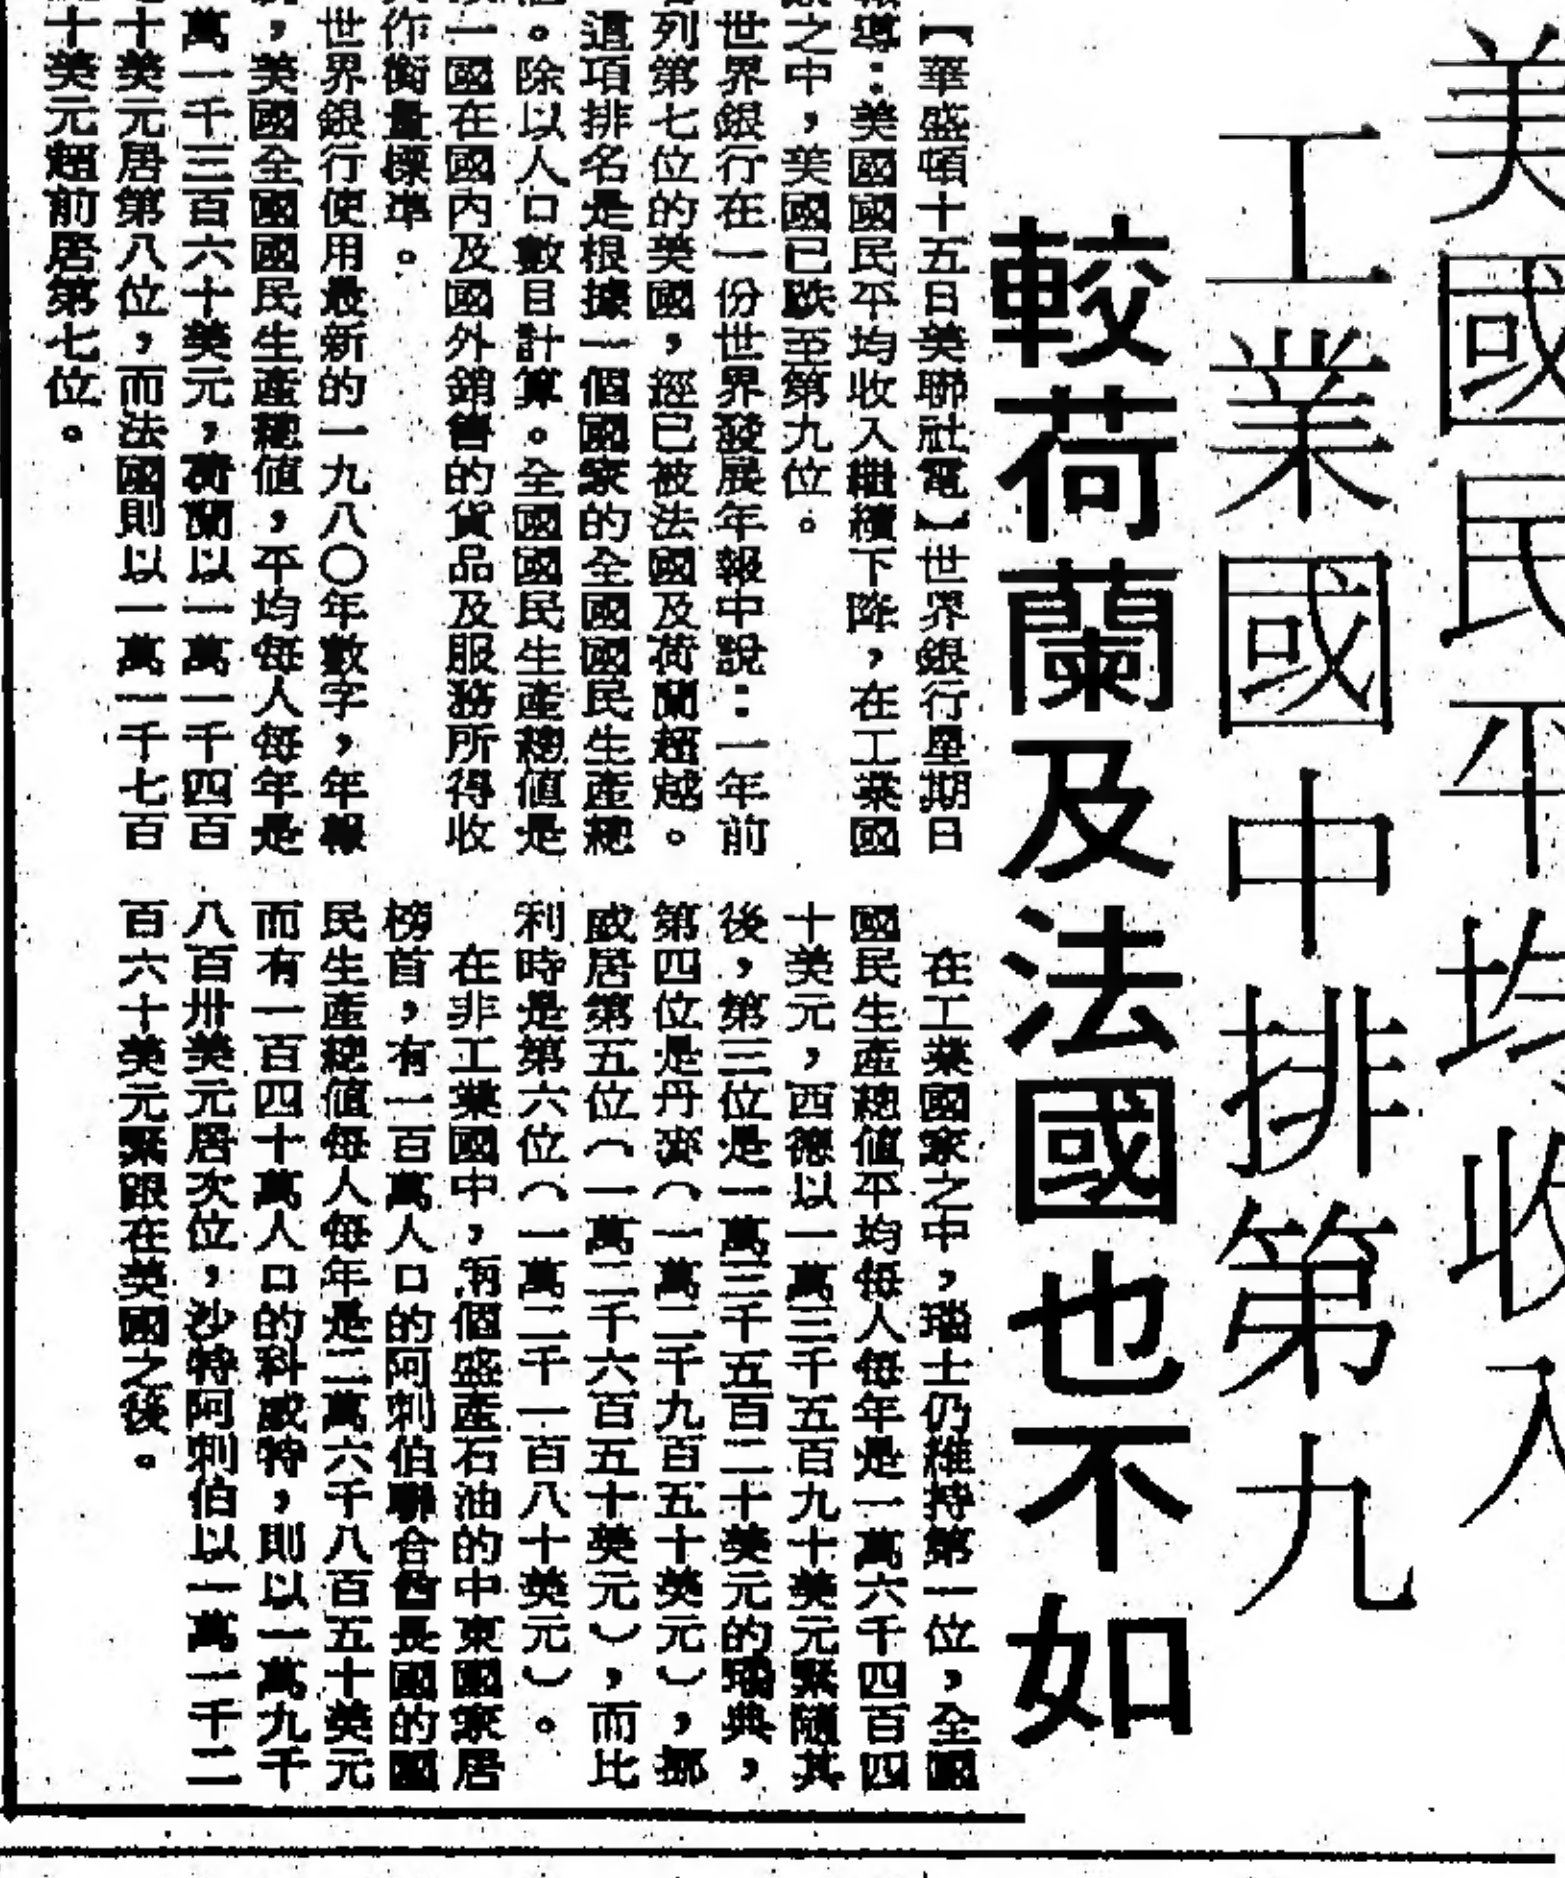 美國民平均收入
工業國中排第九
較荷蘭及法國也不如
【華盛頓十五日美聯社電】世界銀行星期日
報導：美國國民平均收入繼續下降，在工業國
家之中，美國已跌至第九位。
世界銀行在一份世界發展年報中說：一年前
名列第七位的美國，經已被法國及荷蘭超越。
這項排名是根據一個國家的全國國民生產總
值。除以人口數目計算。全國國民生產總值是
一國在國內及國外銷售的貨品及服務所得收
作衡量標準。
世界銀行使用最新的一九八〇年數字，年報
，美國全國國民生產總值，平均每人每年是
萬一千三百六十美元，荷蘭以一萬一千四百
十美元居第八位，而法國則以一萬一千七百
十美元超前居第七位。
在工業國家之中，瑞士仍維持第一位，全國
國民生產總值平均每人每年是一萬六千四百四
十美元，西德以一萬三千五百九十美元緊隨其
後，第三位是一萬三千五百二十美元的瑞典，
第四位是丹麥（一萬二千九百五十美元），挪
威居第五位（一萬二千六百五十美元），而比
利時是第六位（一萬二千一百八十美元）。
在非工業國中，兩個盛產石油的中東國家居
榜首，有一百萬人口的阿剌伯聯合酋長國的國
民生產總值每人每年是二萬六千八百五十美元
而有一百四十萬人口的科威特，則以一萬九千
八百卅美元居次位，沙特阿剌伯以一萬一千二
百六十美元緊跟在美國之後。